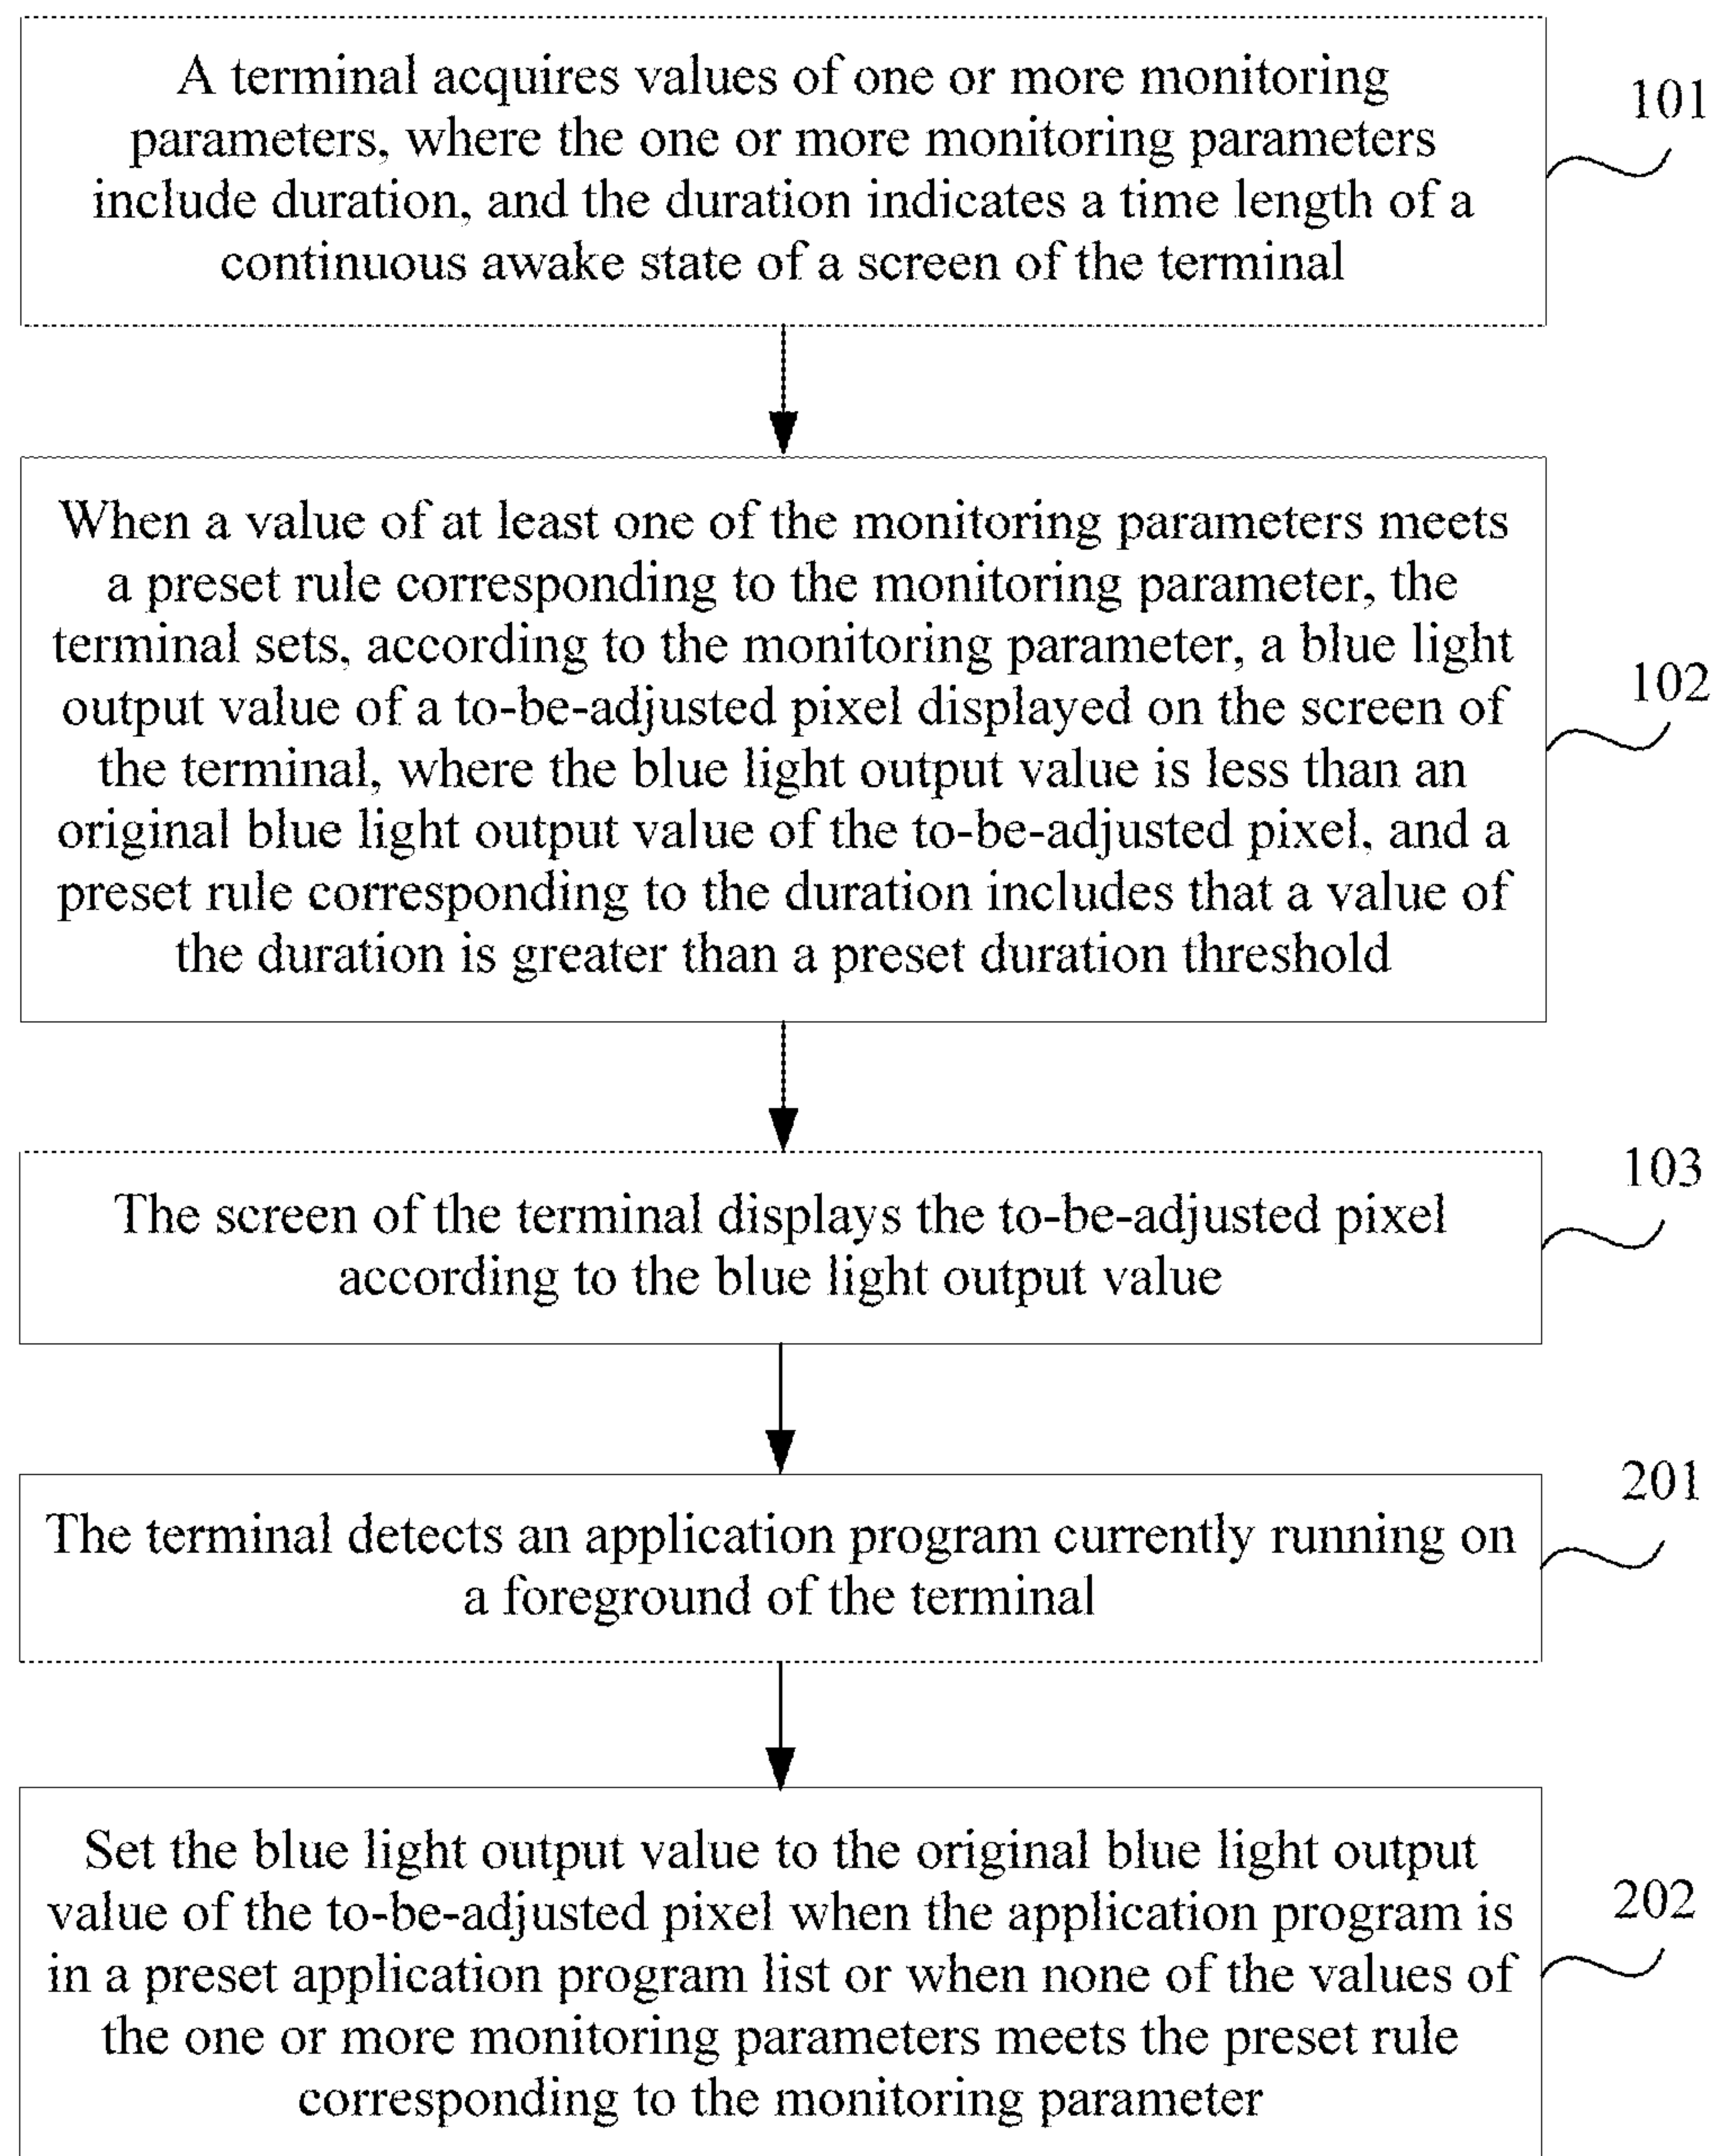 A terminal acquires values of one or more monitoring
parameters, where the one or more monitoring parameters
include duration, and the duration indicates a time length of a
continuous awake state of a screen of the terminal
101
When a value of at least one of the monitoring parameters meets
a preset rule corresponding to the monitoring parameter, the
terminal sets, according to the monitoring parameter, a blue light
output value of a to-be-adjusted pixel displayed on the screen of
the terminal, where the blue light output value is less than an
original blue light output value of the to-be-adjusted pixel, and a
preset rule corresponding to the duration includes that a value of
the duration is greater than a preset duration threshold
102
The screen of the terminal displays the to-be-adjusted pixel
according to the blue light output value
103
The terminal detects an application program currently running on
a foreground of the terminal
201
Set the blue light output value to the original blue light output
value of the to-be-adjusted pixel when the application program is
in a preset application program list or when none of the values of
the one or more monitoring parameters meets the preset rule
corresponding to the monitoring parameter
202